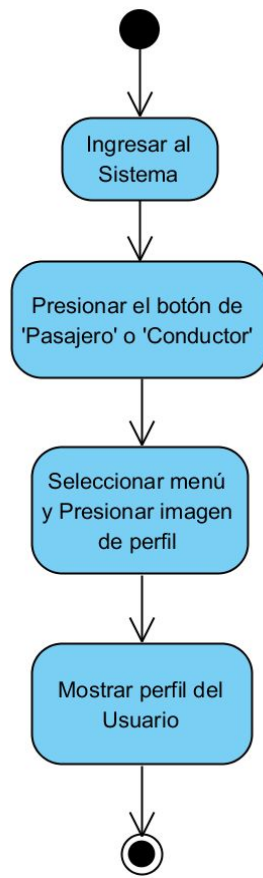 Ingresar al
Sistema
Presionar el botón de
'Pasajero' o 'Conductor'
Seleccionar menú
y Presionar imagen
de perfil
Mostrar perfil del
Usuario